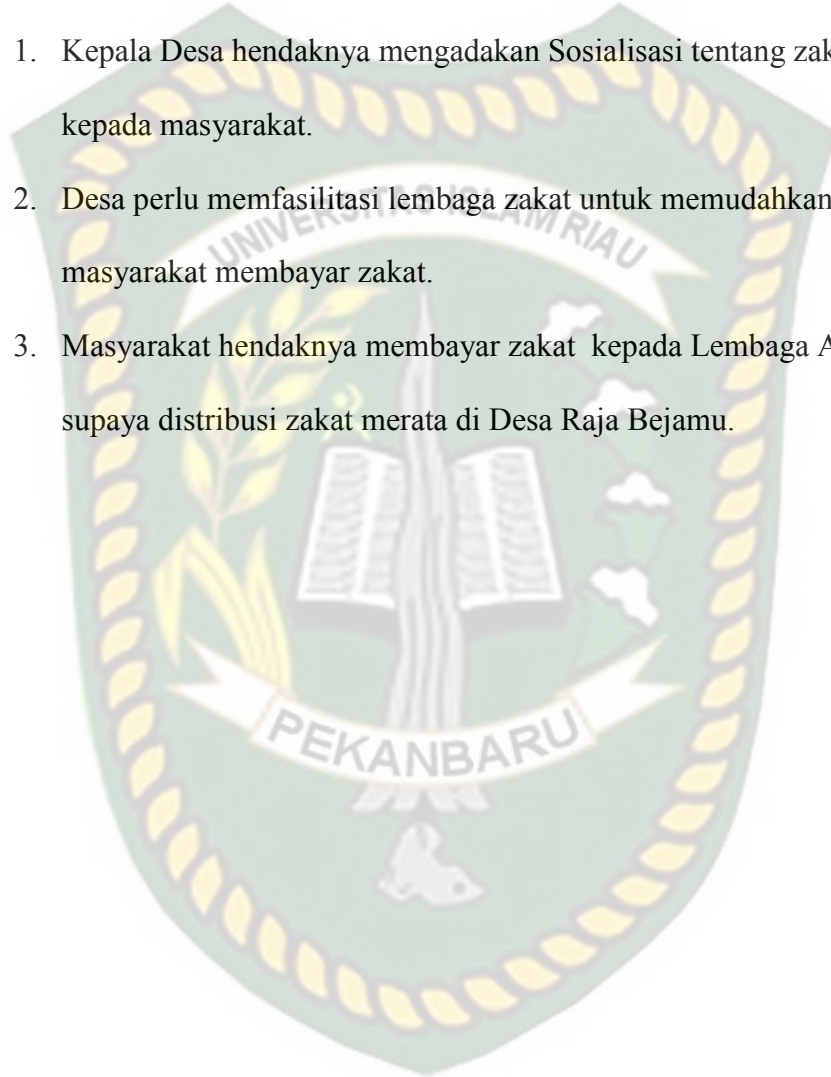 1. Kepala Desa hendaknya mengadakan Sosialisasi tentang
kepada masyarakat.
2. Desa perlu memfasilitasi lembaga zakat untuk memudahkan
masyarakat membayar zakat.
3. Masyarakat hendaknya membayar zakat kepada Lembaga
supaya distribusi zakat merata di Desa Raja Bejamu.
UNIVERSITAS ISLAM RIAU
PEKANBARU